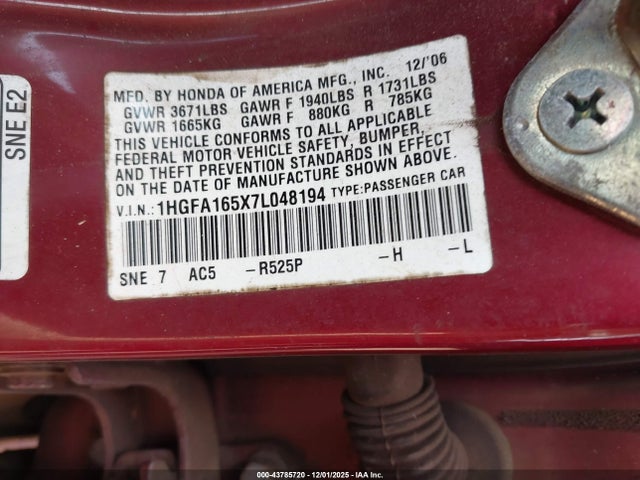 SNE E2
MFD. BY HONDA OF AMERICA MFG., INC. 12/'06
GVWR 3671LBS GAWR F 1940LBS R 1731LBS
GVWR 1665KG GAWR F 880KG R 785KG
THIS VEHICLE CONFORMS TO ALL APPLICABLE
FEDERAL MOTOR VEHICLE SAFETY, BUMPER,
AND THEFT PREVENTION STANDARDS IN EFFECT
ON THE DATE OF MANUFACTURE SHOWN ABOVE.
V.I.N.: 1HGFA165X7L048194 TYPE:PASSENGER CAR
SNE 7 AC5 -R525P -H -L
000-43785720 - 12/01/2025 - IAA Inc.